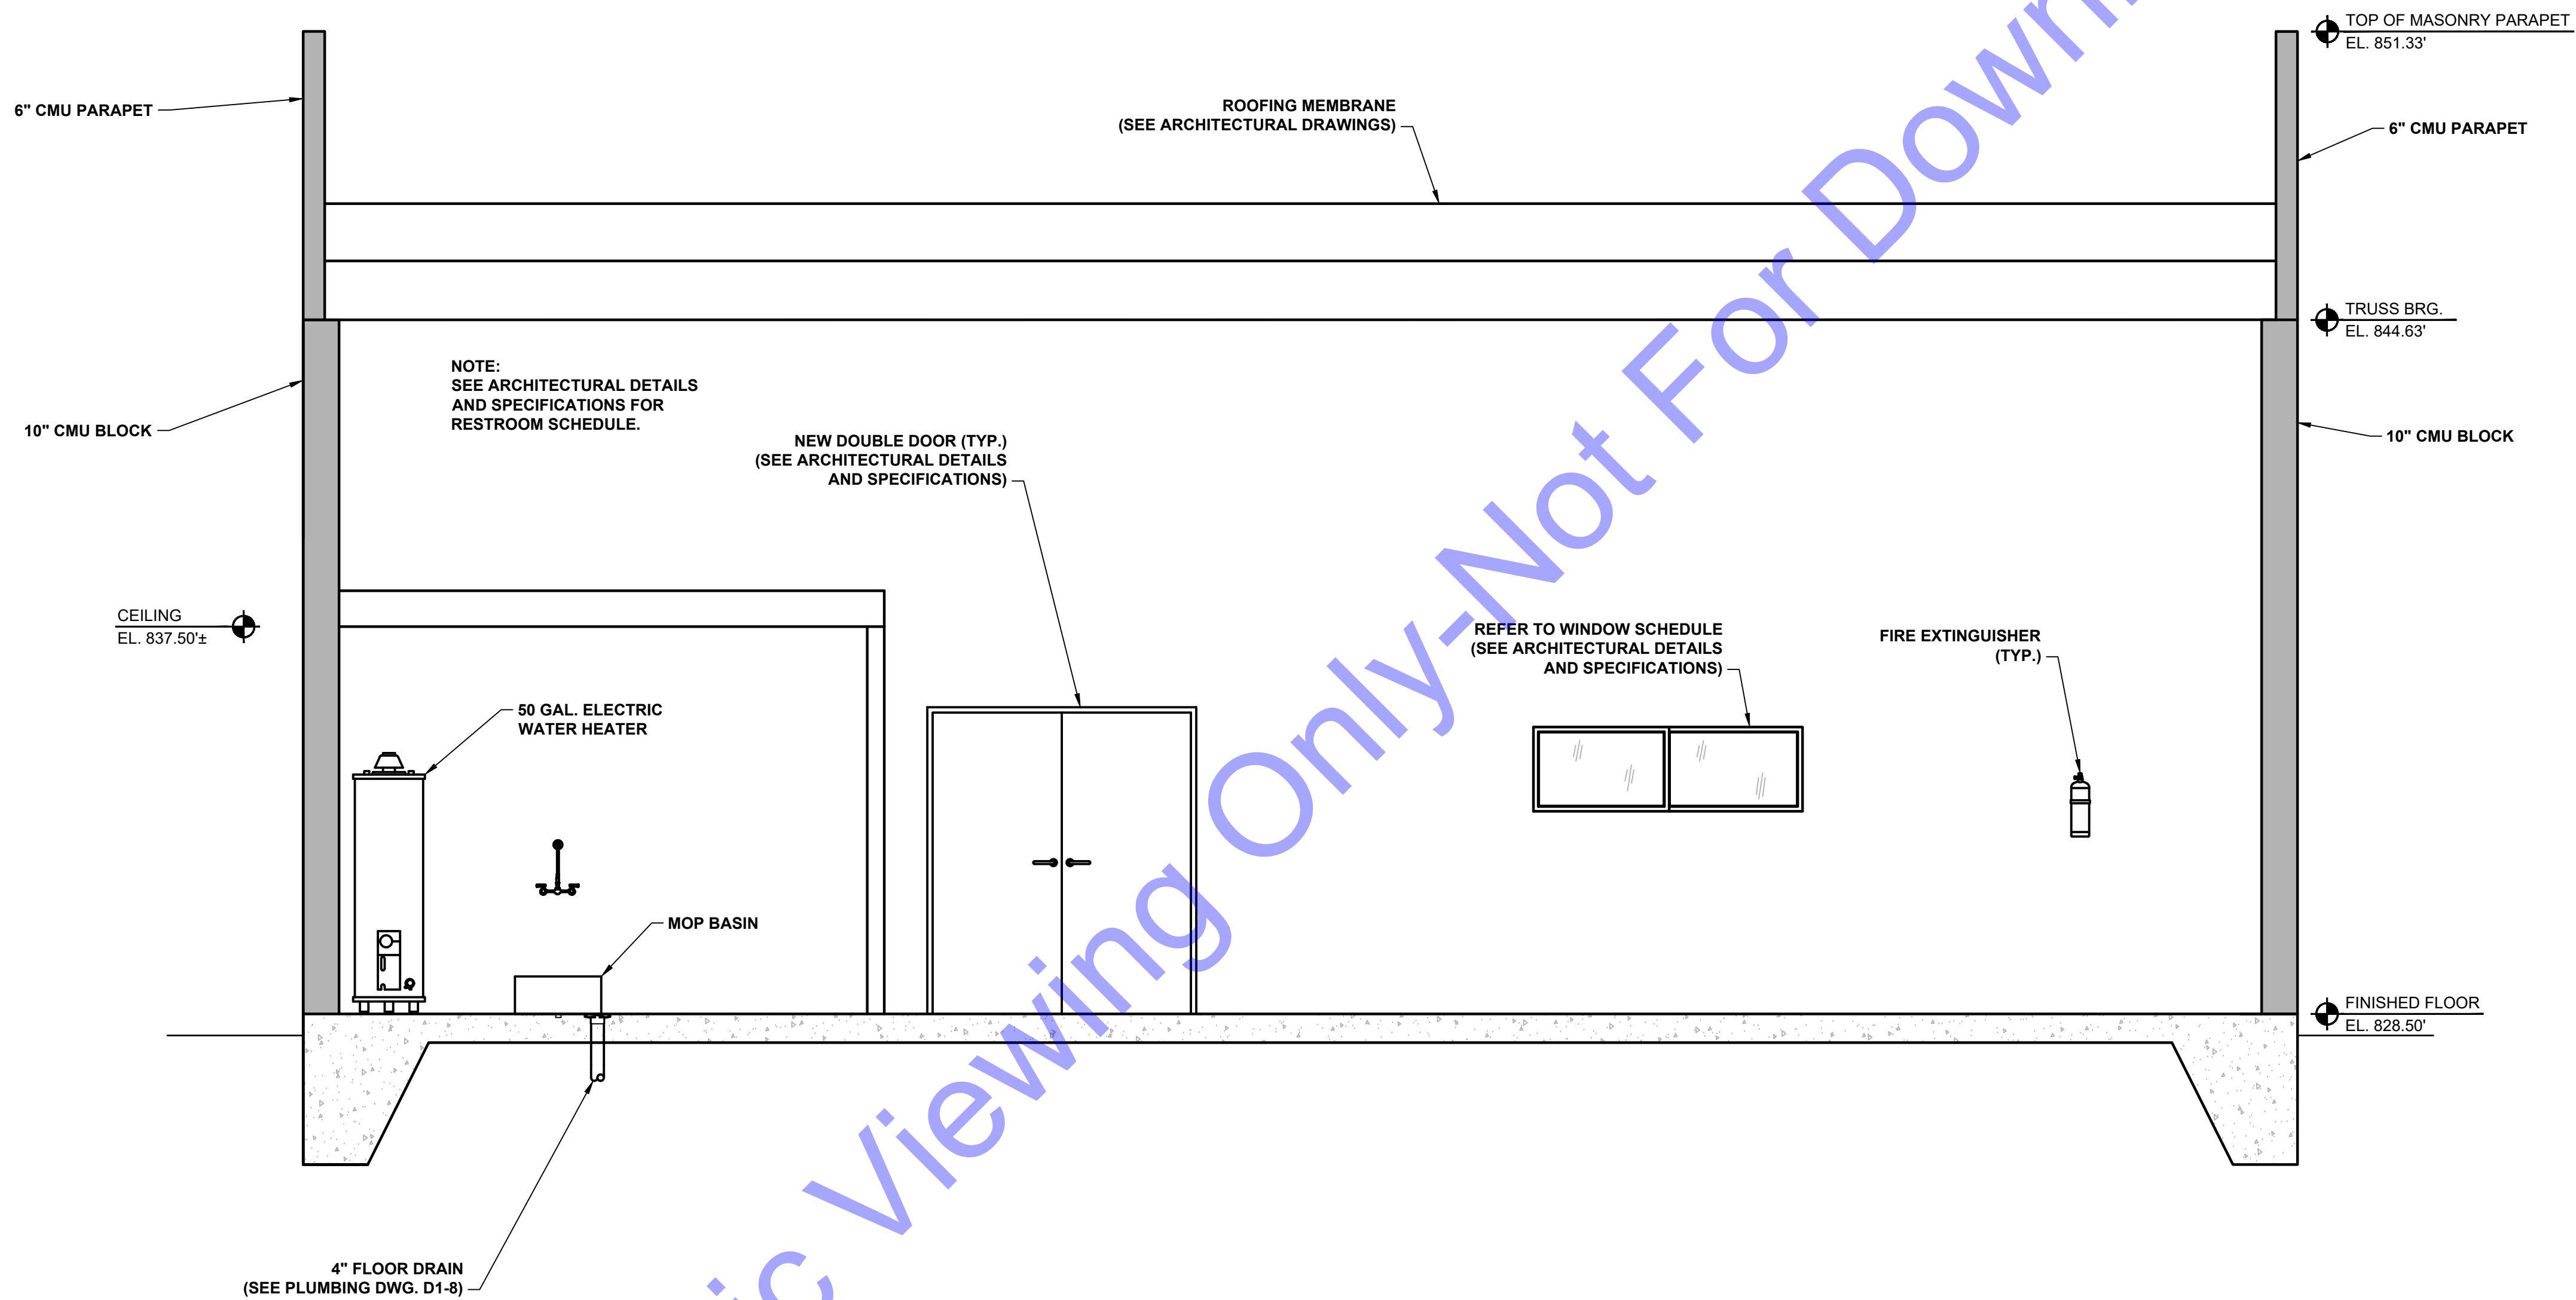 TOP OF MASONRY PARAPET
EL. 851.33'
6" CMU PARAPET
ROOFING MEMBRANE
(SEE ARCHITECTURAL DRAWINGS)
6" CMU PARAPET
TRUSS BRG.
EL. 844.63'
NOTE:
SEE ARCHITECTURAL DETAILS
AND SPECIFICATIONS FOR
RESTROOM SCHEDULE.
10" CMU BLOCK
NEW DOUBLE DOOR (TYP.)
(SEE ARCHITECTURAL DETAILS
AND SPECIFICATIONS)
10" CMU BLOCK
CEILING
EL. 837.50'±
REFER TO WINDOW SCHEDULE
(SEE ARCHITECTURAL DETAILS
AND SPECIFICATIONS)
FIRE EXTINGUISHER
(TYP.)
50 GAL. ELECTRIC
WATER HEATER
MOP BASIN
FINISHED FLOOR
EL. 828.50'
4" FLOOR DRAIN
(SEE PLUMBING DWG. D1-8)
Viewing Only-Not For